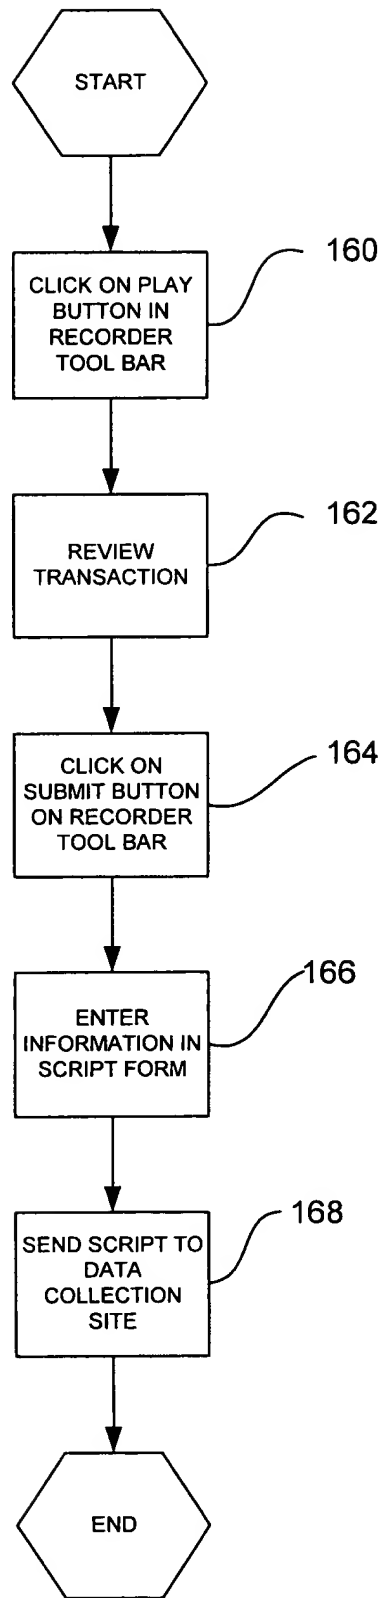 START
160
CLICK ON PLAY
BUTTON IN
RECORDER
TOOL BAR
162
REVIEW
TRANSACTION
164
CLICK ON
SUBMIT BUTTON
ON RECORDER
TOOL BAR
166
ENTER
INFORMATION IN
SCRIPT FORM
168
SEND SCRIPT TO
DATA
COLLECTION
SITE
END